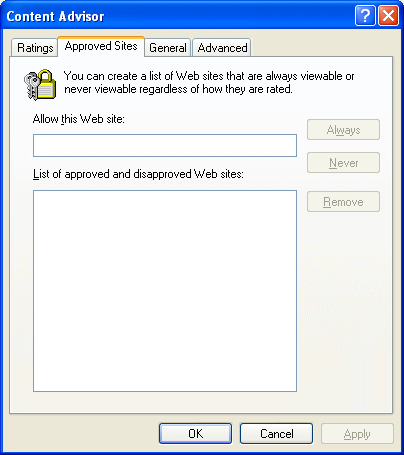 Content Advisor
Ratings
Approved Sites
General
Advanced
You can create a list of Web sites that are always viewable or
never viewable regardless of how they are rated.
Allow this Web site:
Always
Never
List of approved and disapproved Web sites:
Remove
OK
Cancel
Apply